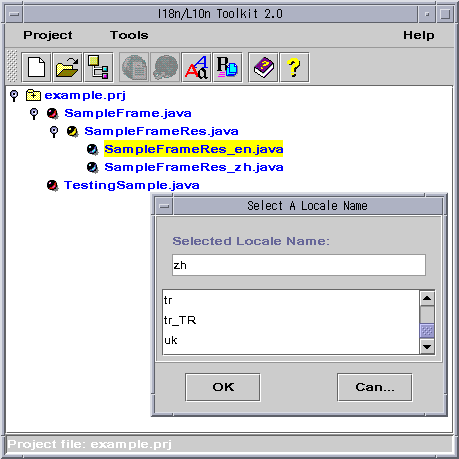 I18n/L10n Toolkit 2.0
Project Tools Help
example.prj
SampleFrame.java
SampleFrameRes.java
SampleFrameRes_en.java
SampleFrameRes_zh.java
TestingSample.java
Select A Locale Name
Selected Locale Name:
zh
tr
tr_TR
uk
OK Can...
Project file: example.prj